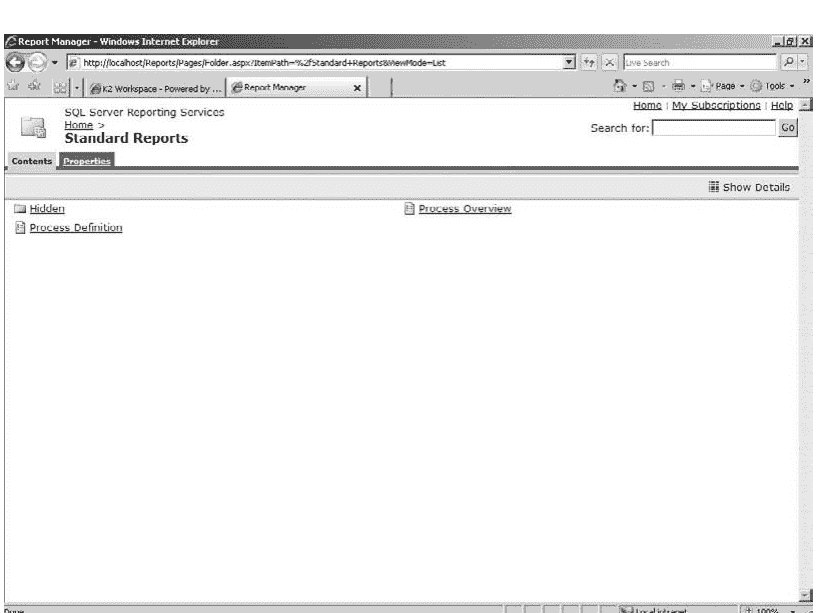 Report Manager - Windows Internet Explorer
http://localhost/Reports/Pages/Folder.aspx?ItemPath=%2fStandard+Reports&ViewMode=List
Live Search
K2 Workspace - Powered by ...
Report Manager
Page
Tools
SQL Server Reporting Services
Home | My Subscriptions | Help
Home >
Standard Reports
Search for:
Go
Contents
Properties
Show Details
Hidden
Process Overview
Process Definition
Done
Local intranet
100%